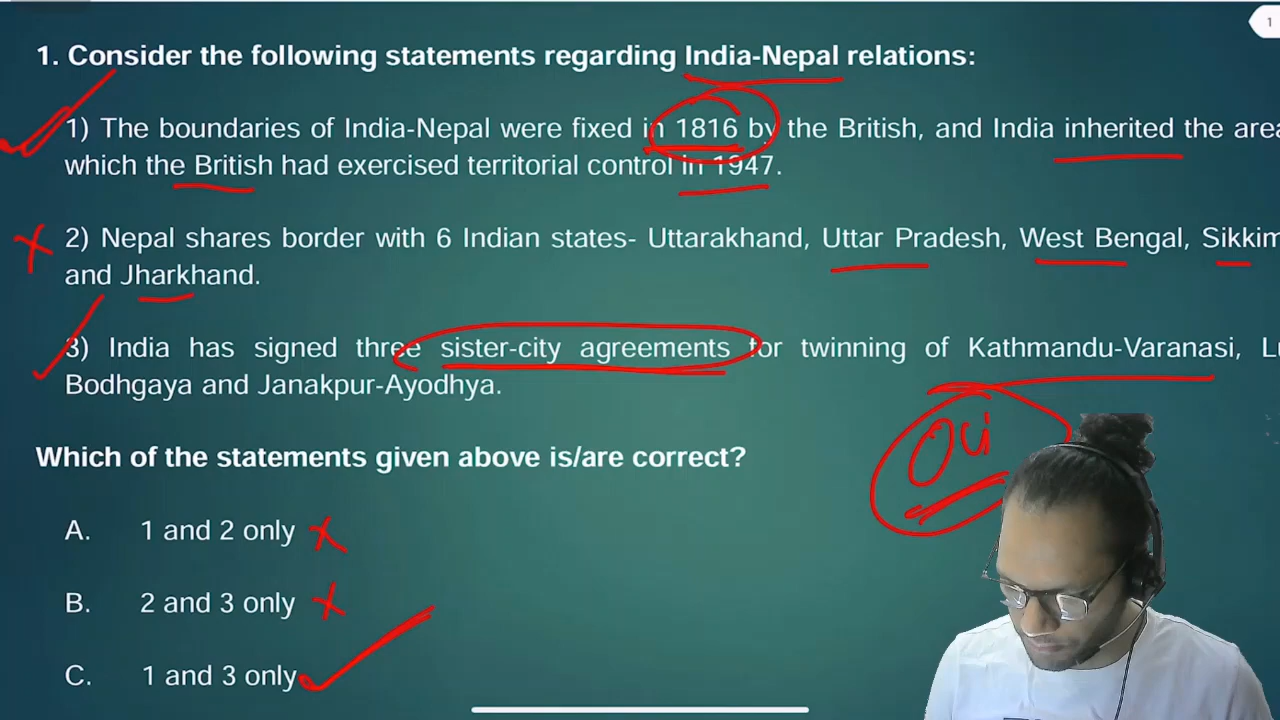 1
1. Consider the following statements regarding India-Nepal relations:
1) The boundaries of India-Nepal were fixed in 1816 by the British, and India inherited the area
which the British had exercised territorial control in 1947.
2) Nepal shares border with 6 Indian states- Uttarakhand, Uttar Pradesh, West Bengal, Sikkim
and Jharkhand.
3) India has signed three sister-city agreements for twinning of Kathmandu-Varanasi,
Bodhgaya and Janakpur-Ayodhya.
Which of the statements given above is/are correct?
A. 1 and 2 only
B. 2 and 3 only
C. 1 and 3 only